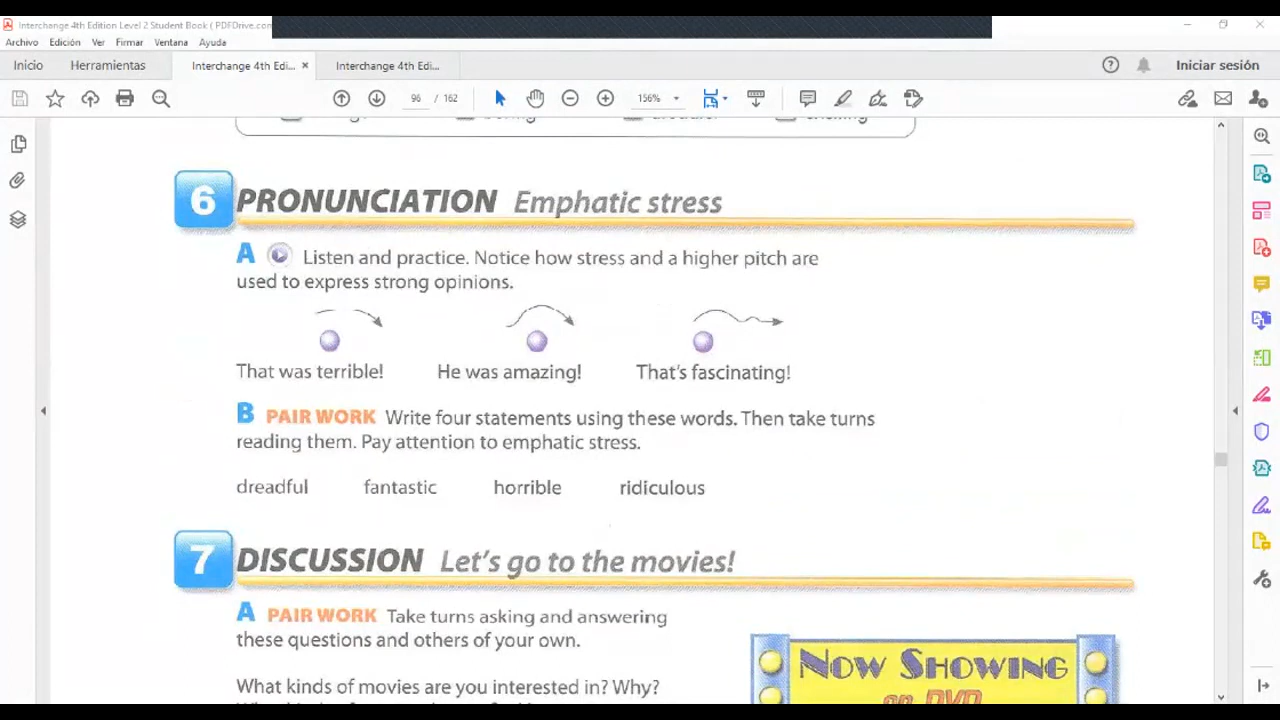 Interchange 4th Edition Level 2 Student Book ( PDFDrive.com
Archivo Edición Ver Firmar Ventana Ayuda
Inicio Herramientas Interchange 4th Edi... × Interchange 4th Edi... Iniciar sesión
96 / 162 156%
6 PRONUNCIATION Emphatic stress
A Listen and practice. Notice how stress and a higher pitch are
used to express strong opinions.
That was terrible! He was amazing! That's fascinating!
B PAIR WORK Write four statements using these words. Then take turns
reading them. Pay attention to emphatic stress.
dreadful fantastic horrible ridiculous
7 DISCUSSION Let's go to the movies!
A PAIR WORK Take turns asking and answering
these questions and others of your own.
NOW SHOWING
on DVD
What kinds of movies are you interested in? Why?